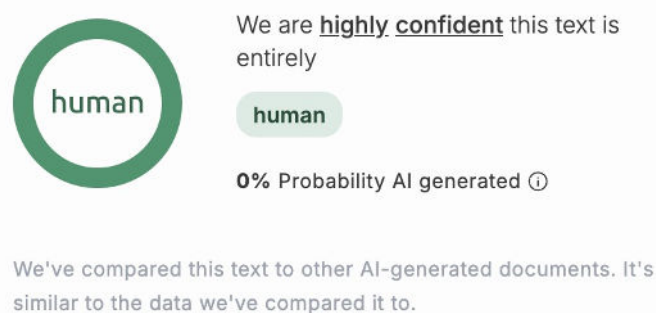 We are highly confident this text is
entirely
human
human
0% Probability AI generated
We've compared this text to other AI-generated documents. It's
similar to the data we've compared it to.